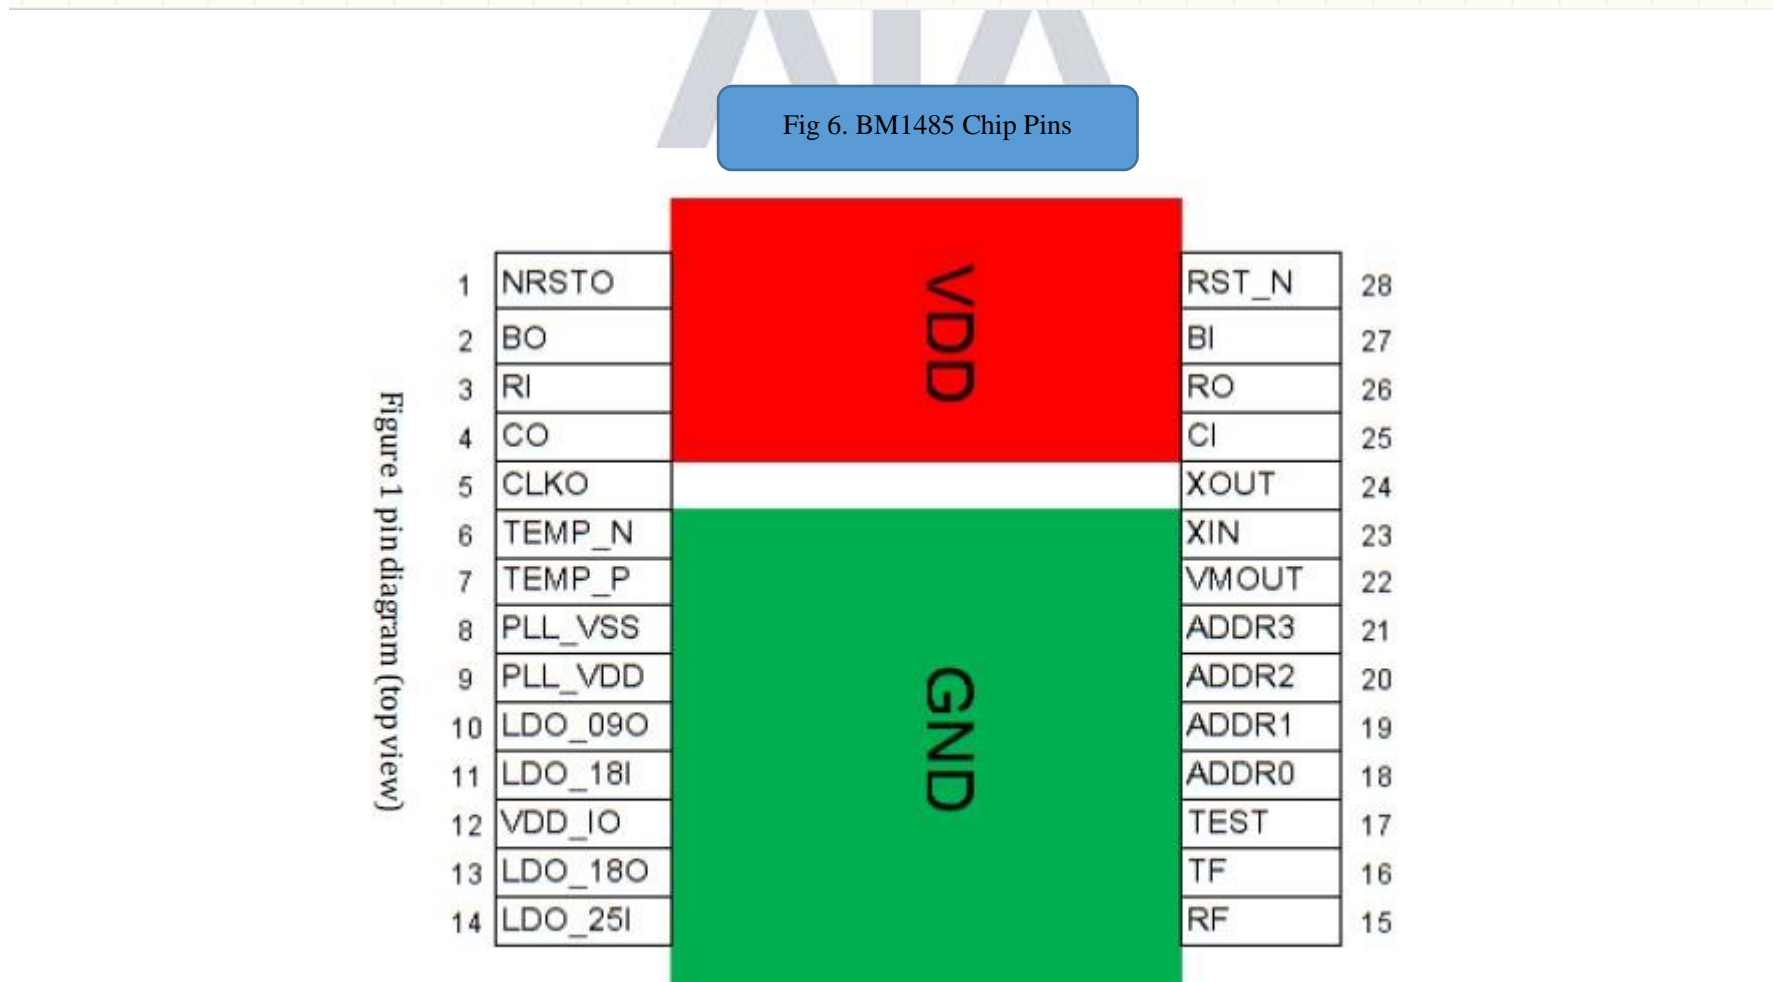 Fig 6. BM1485 Chip Pins
Figure 1 pin diagram (top view)
VDD
GND
1 NRSTO
2 BO
3 RI
4 CO
5 CLKO
6 TEMP_N
7 TEMP_P
8 PLL_VSS
9 PLL_VDD
10 LDO_09O
11 LDO_18I
12 VDD_IO
13 LDO_18O
14 LDO_25I
RST_N 28
BI 27
RO 26
CI 25
XOUT 24
XIN 23
VMOUT 22
ADDR3 21
ADDR2 20
ADDR1 19
ADDR0 18
TEST 17
TF 16
RF 15